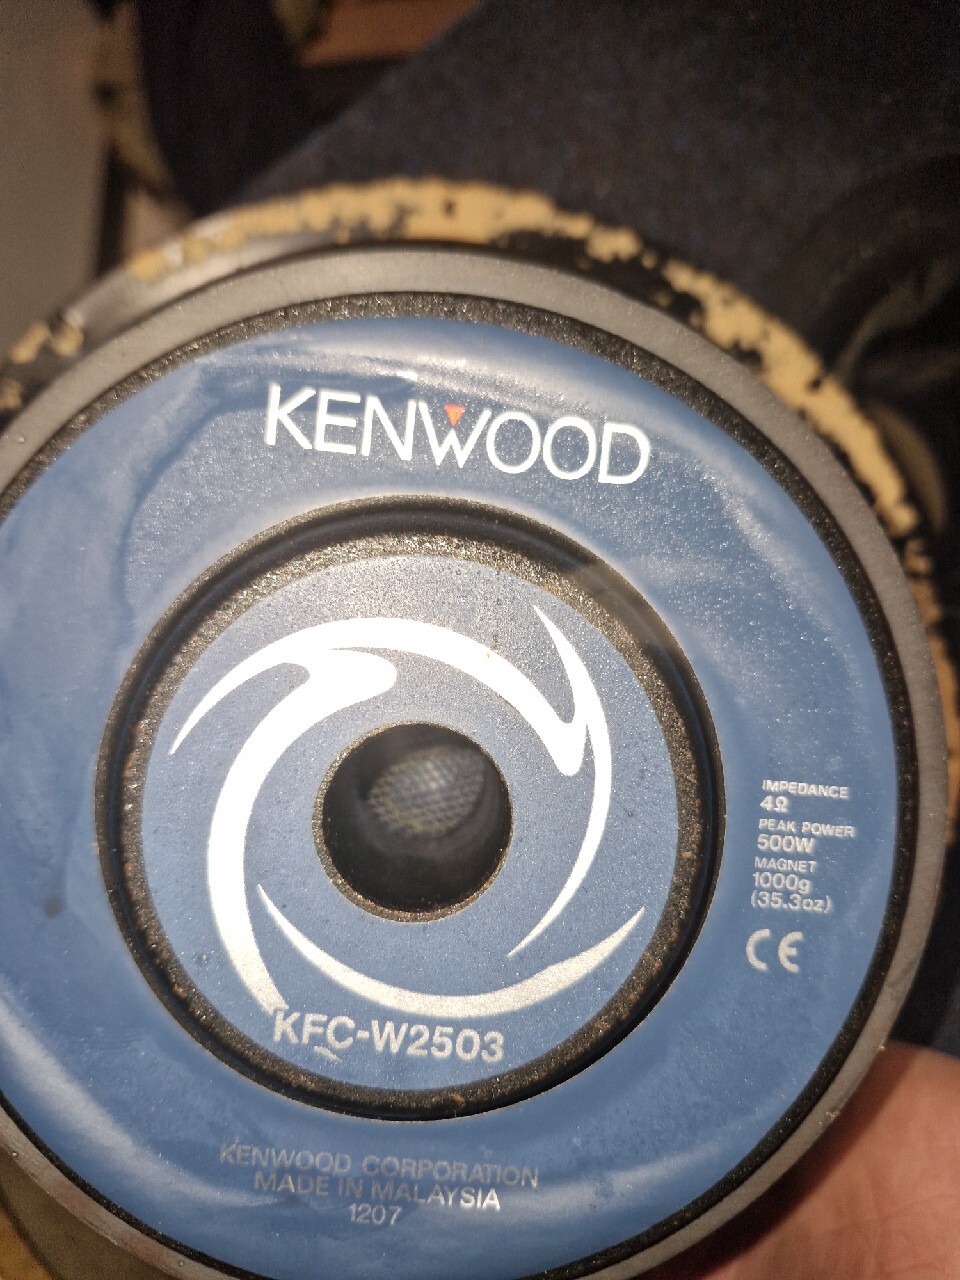 KENWOOD
IMPEDANCE
4Ω
PEAK POWER
500W
MAGNET
1000g
(35.3oz)
CE
KFC-W2503
KENWOOD CORPORATION
MADE IN MALAYSIA
1207